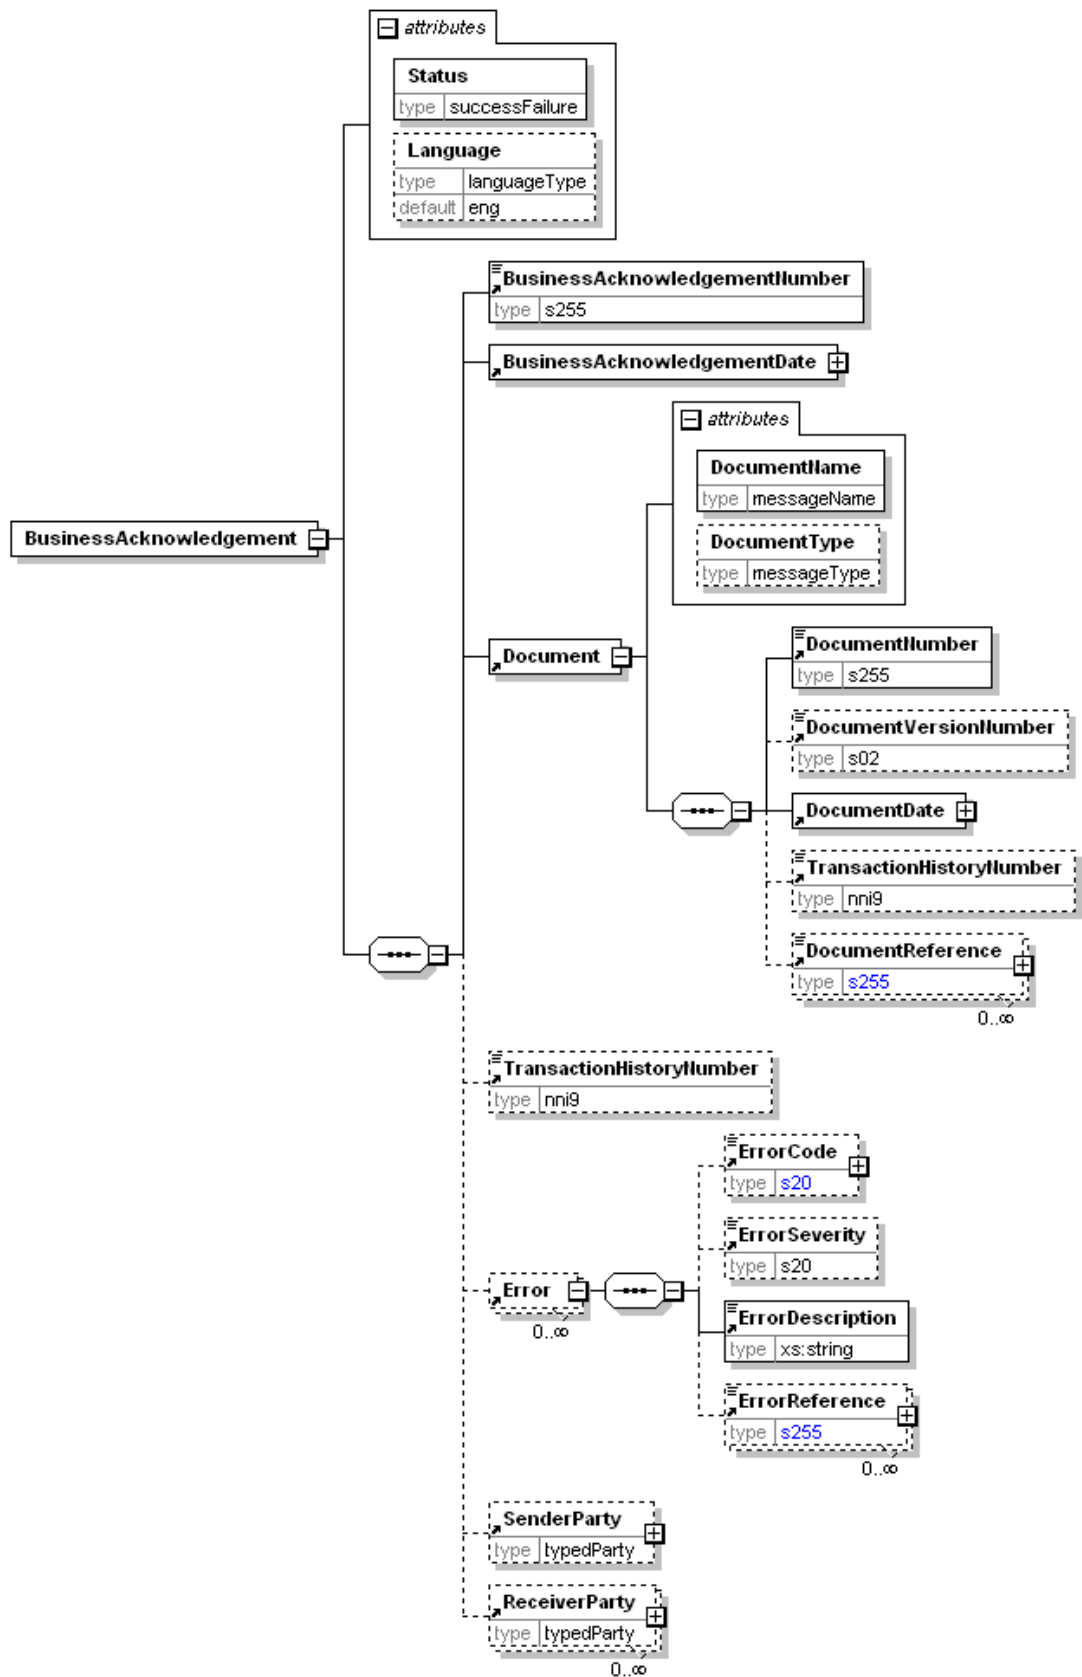 attributes
Status
type successFailure
Language
type languageType
default eng
BusinessAcknowledgementNumber
type s255
BusinessAcknowledgementDate
attributes
DocumentName
type messageName
DocumentType
type messageType
BusinessAcknowledgement
Document
DocumentNumber
type s255
DocumentVersionNumber
type s02
DocumentDate
TransactionHistoryNumber
type nni9
DocumentReference
type s255
0..∞
TransactionHistoryNumber
type nni9
Error
0..∞
ErrorCode
type s20
ErrorSeverity
type s20
ErrorDescription
type xs:string
ErrorReference
type s255
0..∞
SenderParty
type typedParty
ReceiverParty
type typedParty
0..∞